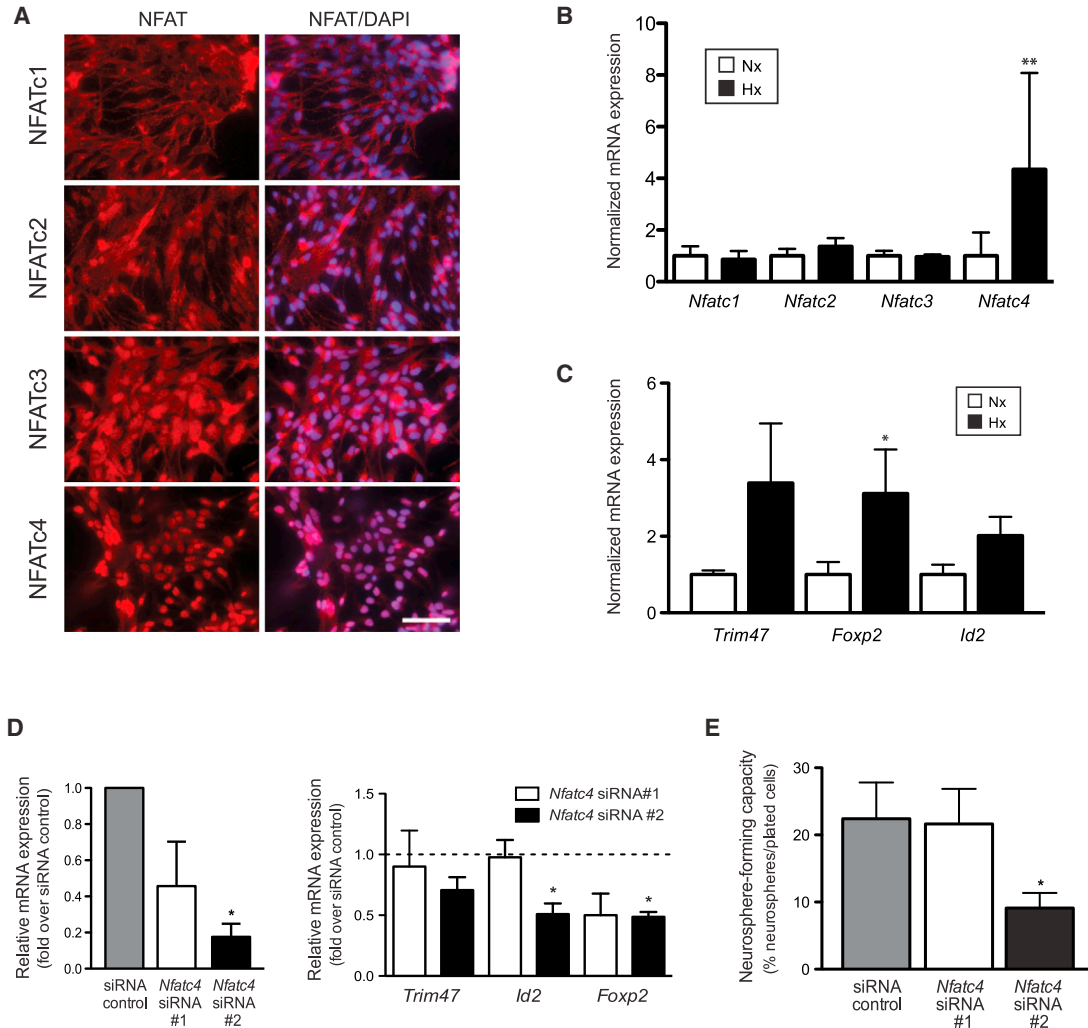 A
NFAT
NFAT/DAPI
NFATc1
NFATc2
NFATc3
NFATc4
B
Normalized mRNA expression
10
8
6
4
2
0
Nx
Hx
**
Nfatc1 Nfatc2 Nfatc3 Nfatc4
C
Normalized mRNA expression
6
4
2
0
Nx
Hx
*
Trim47 Foxp2 Id2
D
Relative mRNA expression
(fold over siRNA control)
1.0
0.8
0.6
0.4
0.2
0.0
*
siRNA
control
Nfatc4
siRNA
#1
Nfatc4
siRNA
#2
Relative mRNA expression
(fold over siRNA control)
1.5
1.0
0.5
0.0
Nfatc4 siRNA#1
Nfatc4 siRNA #2
*
*
Trim47 Id2 Foxp2
E
Neurosphere-forming capacity
(% neurospheres/plated cells)
30
20
10
0
*
siRNA
control
Nfatc4
siRNA #1
Nfatc4
siRNA #2